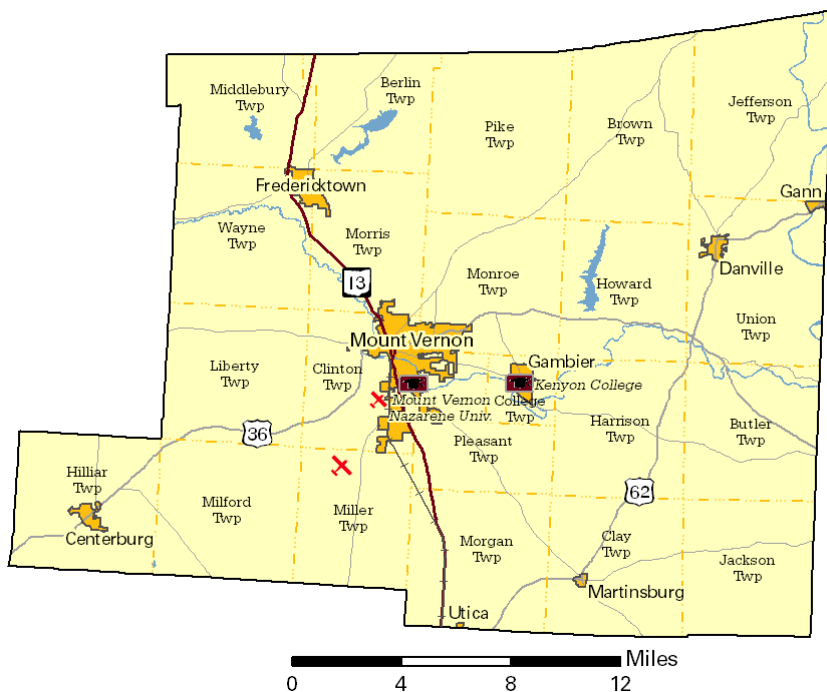 Middlebury
Twp
Berlin
Twp
Pike
Twp
Brown
Twp
Jefferson
Twp
Fredericktown
Gann
Wayne
Twp
Morris
Twp
13
Monroe
Twp
Howard
Twp
Danville
Union
Twp
Mount Vernon
Liberty
Twp
Clinton
Twp
Gambier
Kenyon College
Mount Vernon
Nazarene Univ.
College
Twp
Harrison
Twp
Butler
Twp
36
Pleasant
Twp
Hilliar
Twp
Milford
Twp
Miller
Twp
62
Centerburg
Morgan
Twp
Clay
Twp
Jackson
Twp
Martinsburg
Utica
Miles
0 4 8 12